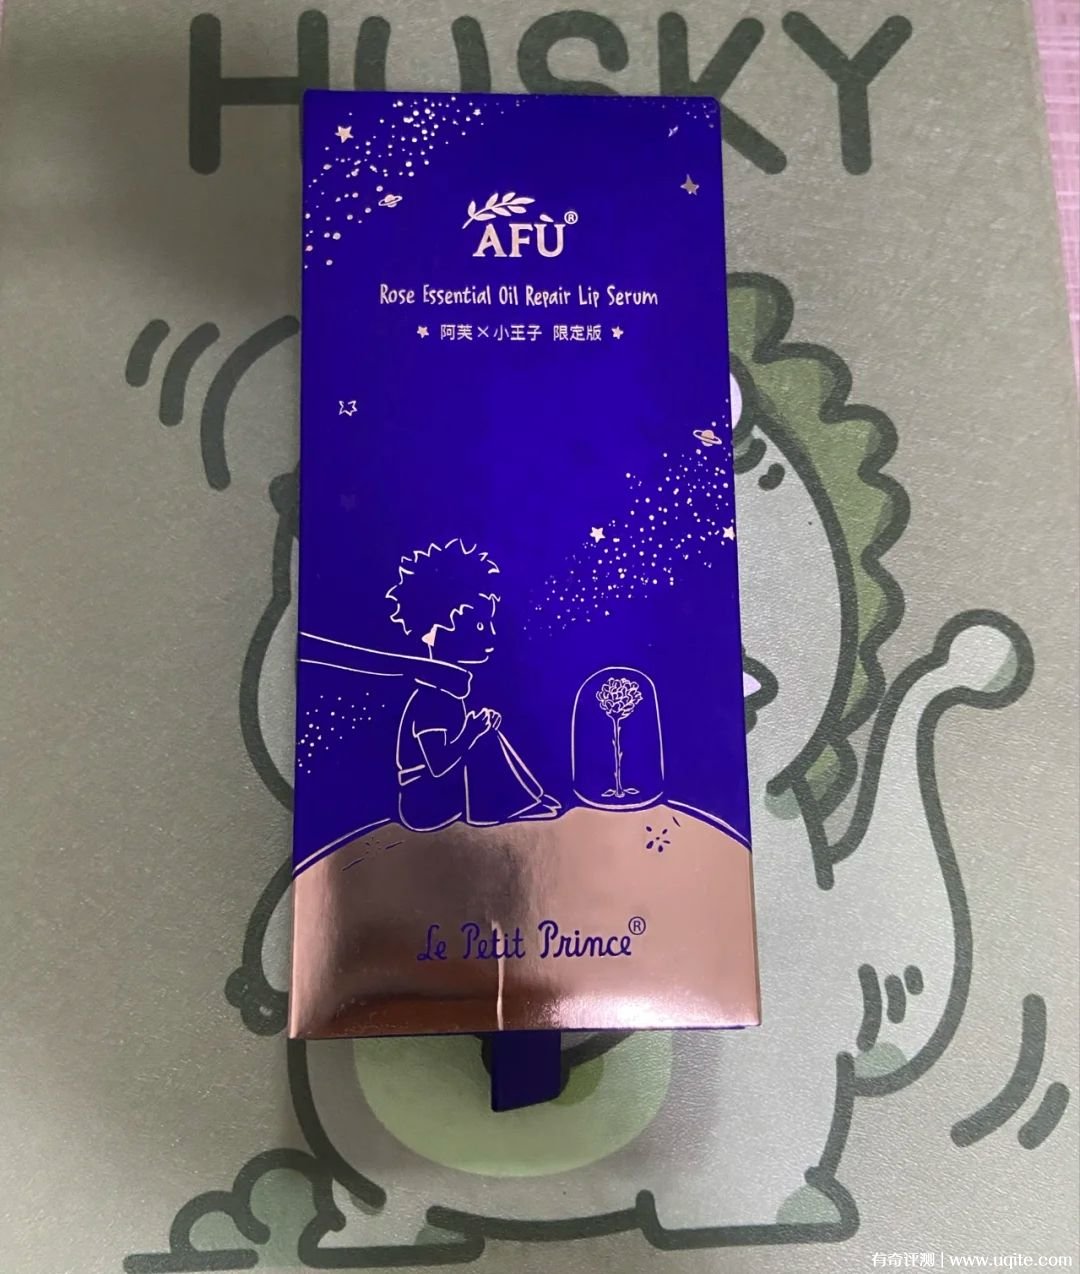 HUSKY
AFÙ®
Rose Essential Oil Repair Lip Serum
阿芙×小王子 限定版
Le Petit Prince®
有奇评测 | www.uqite.com